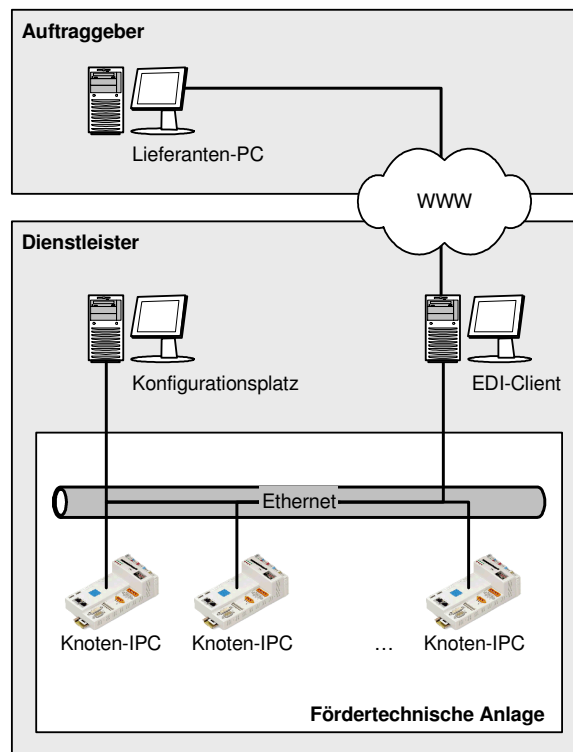 Auftraggeber
Lieferanten-PC
WWW
Dienstleister
Konfigurationsplatz
EDI-Client
Ethernet
Knoten-IPC
Knoten-IPC
...
Knoten-IPC
Fördertechnische Anlage